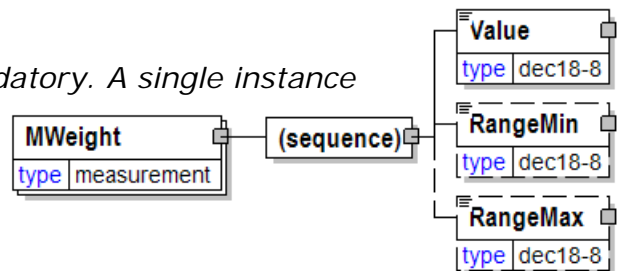 Value
type dec18-8
datory. A single instance
MWeight
type measurement
(sequence)
RangeMin
type dec18-8
RangeMax
type dec18-8